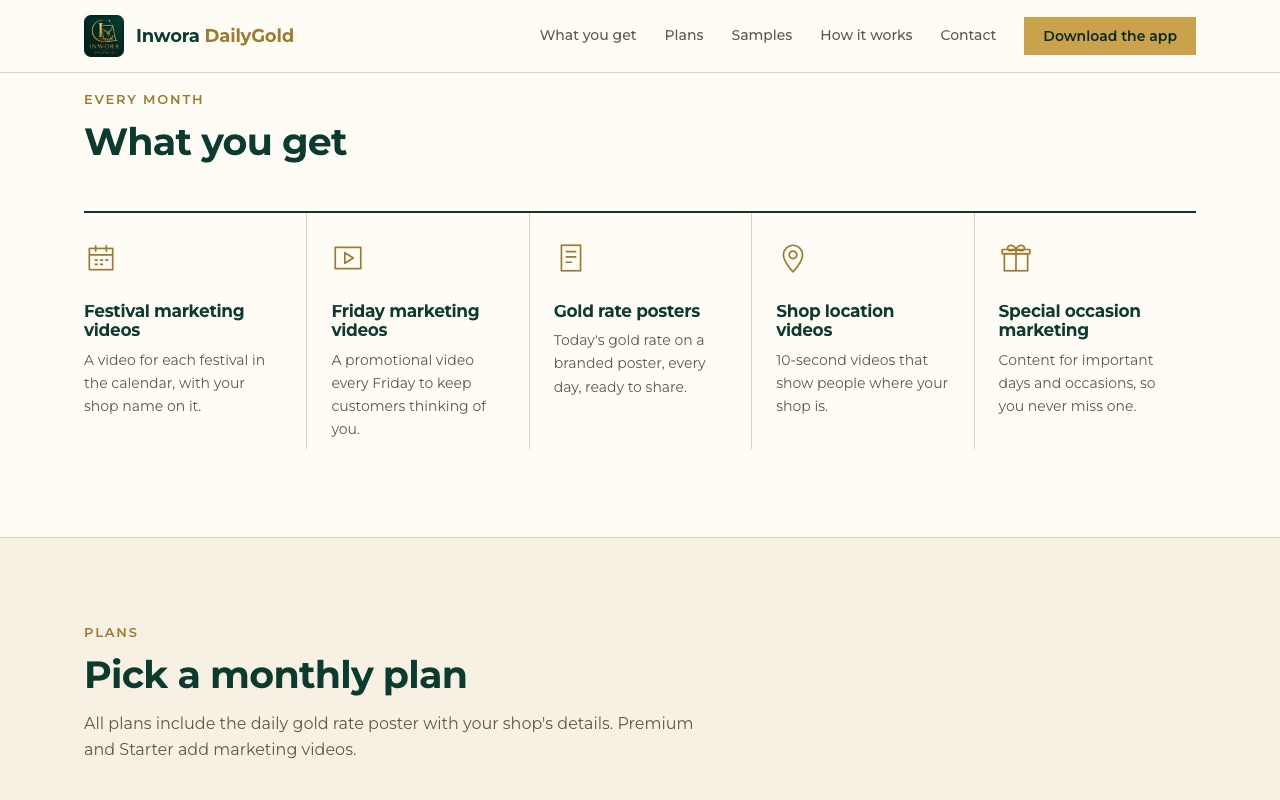 INWORA
Inwora DailyGold
What you get
Plans
Samples
How it works
Contact
Download the app
EVERY MONTH
What you get
Festival marketing
videos
A video for each festival in
the calendar, with your
shop name on it.
Friday marketing
videos
A promotional video
every Friday to keep
customers thinking of
you.
Gold rate posters
Today's gold rate on a
branded poster, every
day, ready to share.
Shop location
videos
10-second videos that
show people where your
shop is.
Special occasion
marketing
Content for important
days and occasions, so
you never miss one.
PLANS
Pick a monthly plan
All plans include the daily gold rate poster with your shop's details. Premium
and Starter add marketing videos.